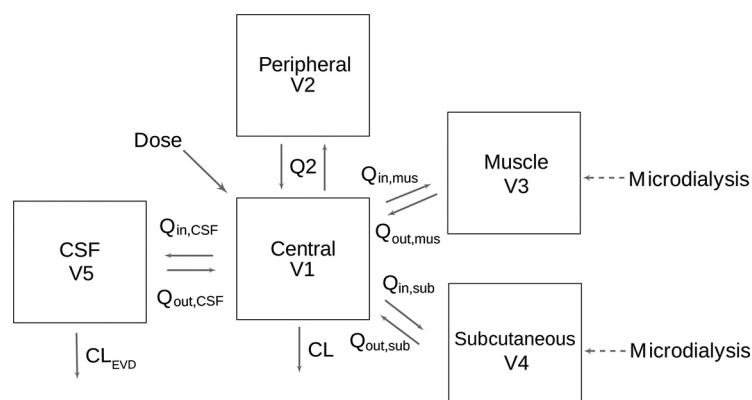 Peripheral
V2
Dose
Q2
Qin,mus
Muscle
V3
Microdialysis
Qout,mus
Qin,CSF
CSF
V5
Qout,CSF
Central
V1
Qin,sub
Qout,sub
Subcutaneous
V4
Microdialysis
CLEVD
CL